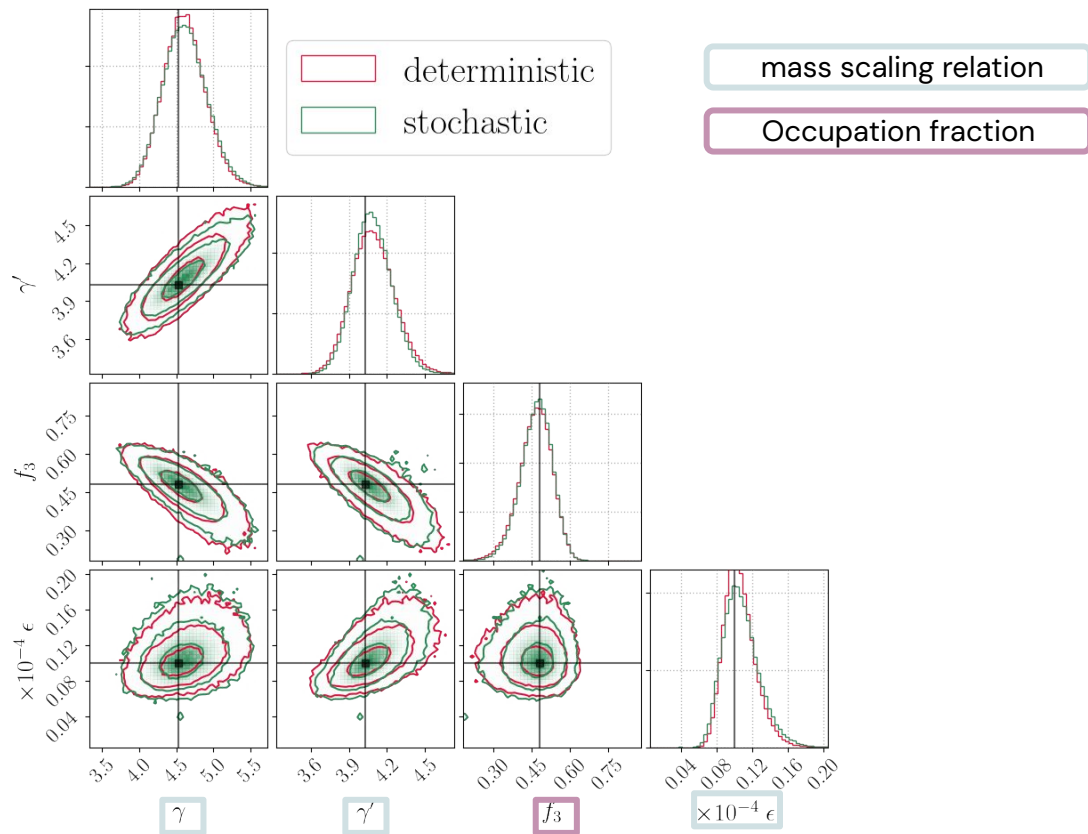 deterministic
stochastic
mass scaling relation
Occupation fraction
4.5
4.2
3.9
3.6
γ′
0.75
0.60
0.45
0.30
f₃
0.20
0.16
0.12
0.08
0.04
×10⁻⁴ ϵ
3.5 4.0 4.5 5.0 5.5
3.6 3.9 4.2 4.5
0.30 0.45 0.60 0.75
0.04 0.08 0.12 0.16 0.20
γ
γ′
f₃
×10⁻⁴ ϵ